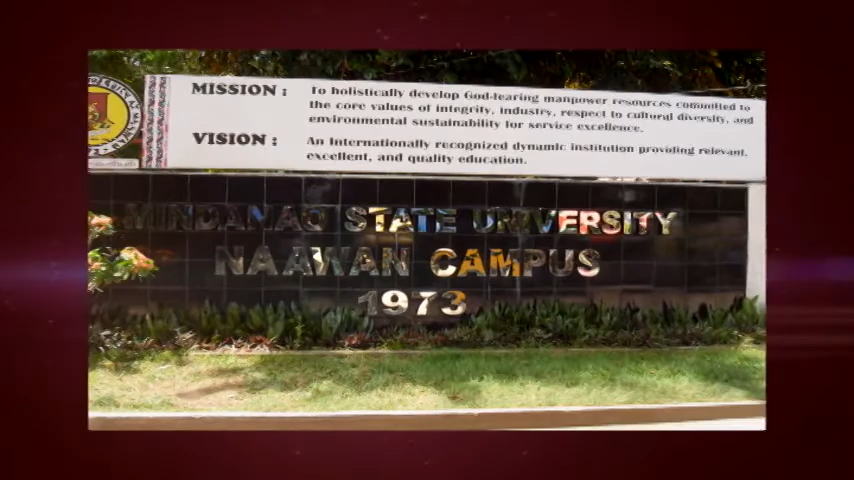 MISSION :
To holistically develop God-fearing manpower resources committed to
the core values of integrity, industry, respect to cultural diversity, and
environmental sustainability for service excellence.
VISION :
An Internationally recognized dynamic institution providing relevant,
excellent, and quality education.
MINDANAO STATE UNIVERSITY
NAAWAN CAMPUS
1973